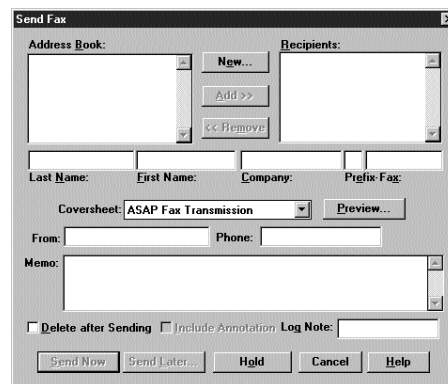 Send Fax
Address Book: Recipients:
New...
Add >>
<< Remove
Last Name: First Name: Company: Prefix-Fax:
Coversheet: ASAP Fax Transmission Preview...
From: Phone:
Memo:
Delete after Sending Include Annotation Log Note:
Send Now Send Later... Hold Cancel Help